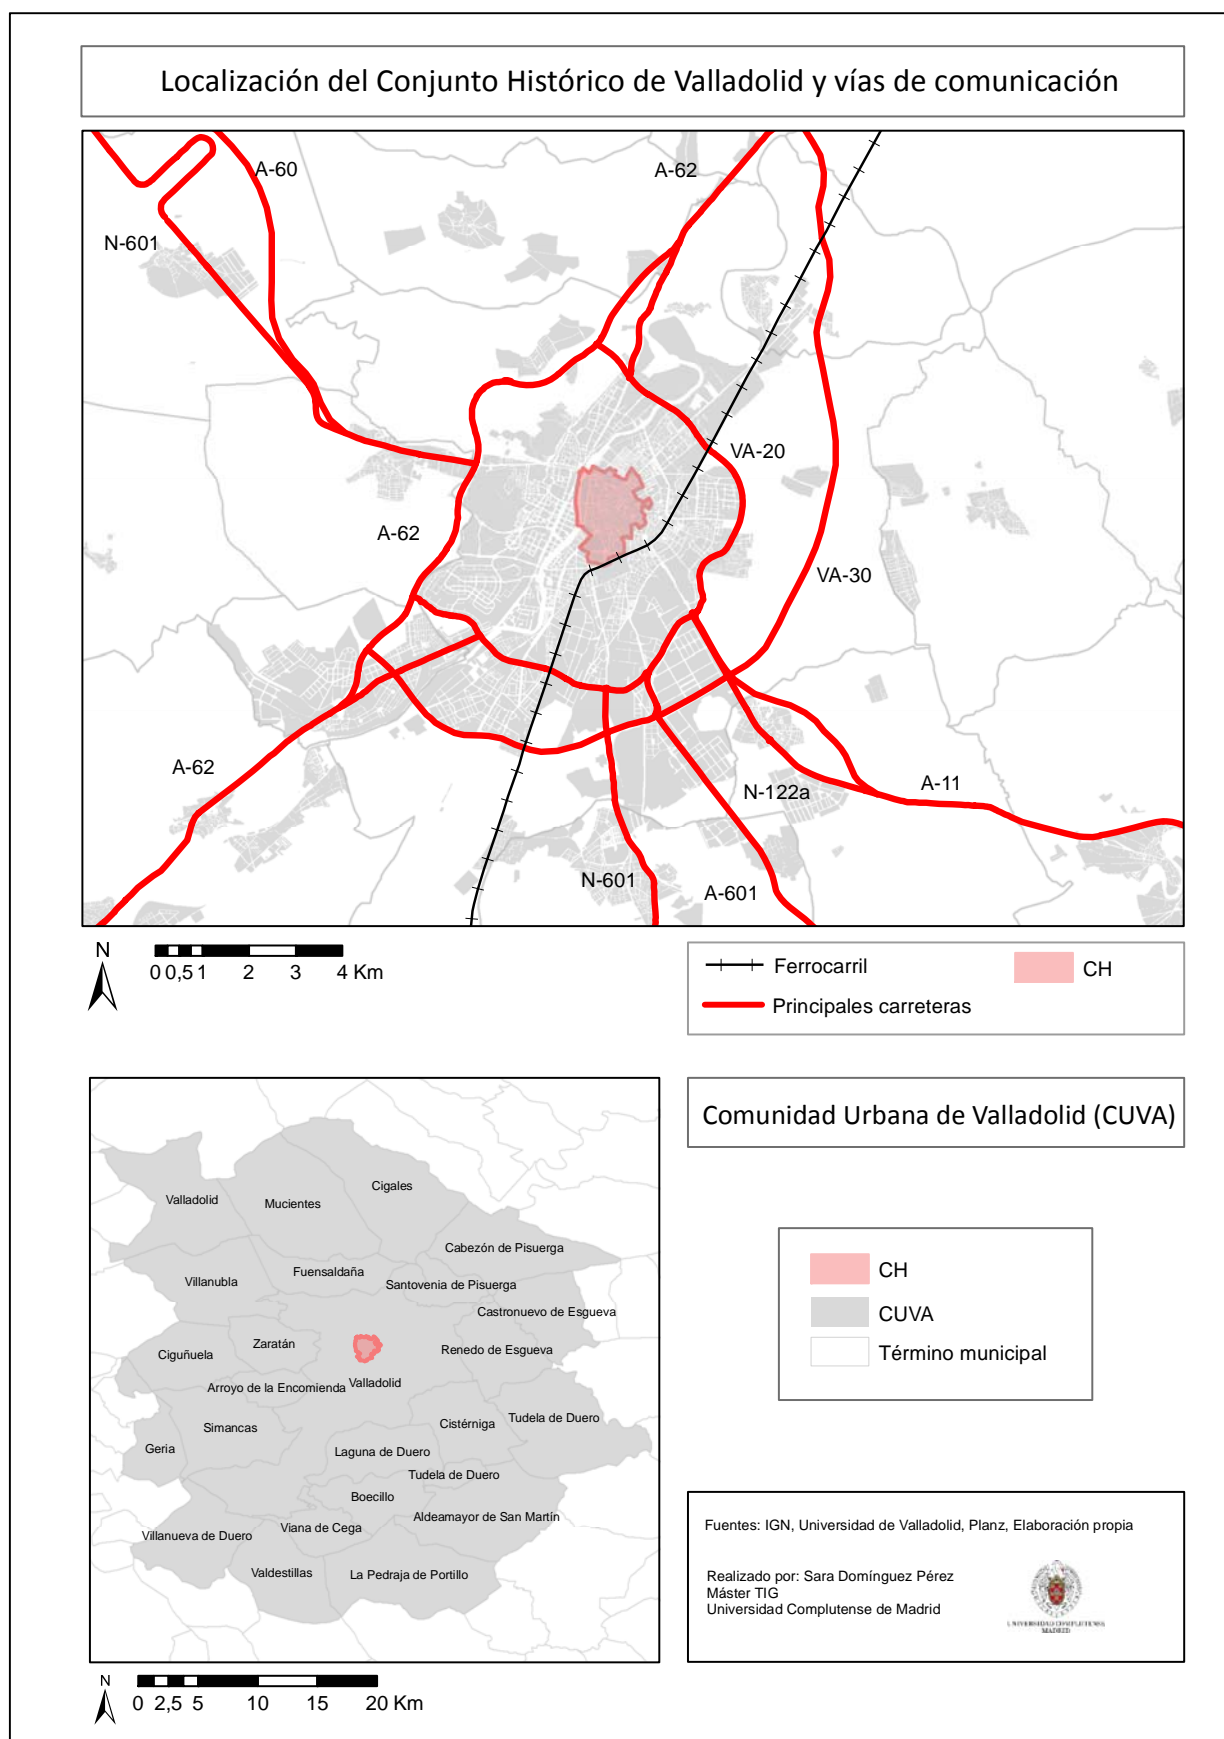 Localización del Conjunto Histórico de Valladolid y vías de comunicación
A-60
A-62
N-601
VA-20
A-62
VA-30
A-62
N-122a
A-11
N-601
A-601
N
0 0,5 1 2 3 4 Km
Ferrocarril
CH
Principales carreteras
Comunidad Urbana de Valladolid (CUVA)
Cigales
Valladolid
Mucientes
Cabezón de Pisuerga
Fuensaldaña
Villanubla
Santovenia de Pisuerga
Castronuevo de Esgueva
Zaratán
Renedo de Esgueva
Ciguñuela
Arroyo de la Encomienda
Valladolid
Simancas
Cistérniga
Tudela de Duero
Geria
Laguna de Duero
Tudela de Duero
Boecillo
Aldeamayor de San Martín
Viana de Cega
Villanueva de Duero
Valdestillas
La Pedraja de Portillo
CH
CUVA
Término municipal
Fuentes: IGN, Universidad de Valladolid, Planz, Elaboración propia
Realizado por: Sara Domínguez Pérez
Máster TIG
Universidad Complutense de Madrid
UNIVERSIDAD COMPLUTENSE
MADRID
N
0 2,5 5 10 15 20 Km